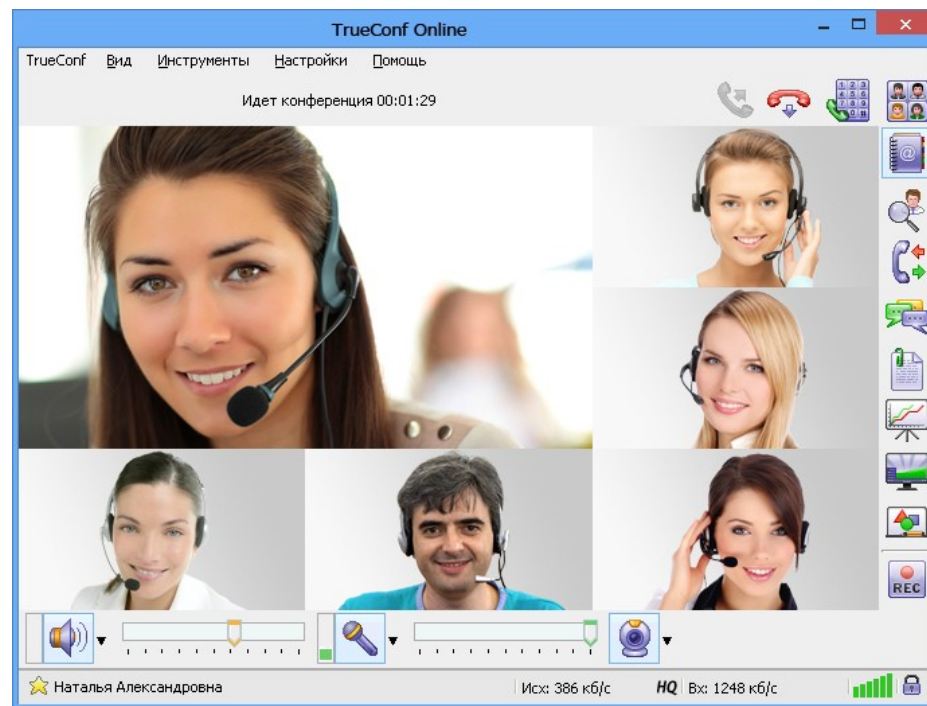 TrueConf Online
TrueConf Вид Инструменты Настройки Помощь
Идет конференция 00:01:29
REC
Наталья Александровна Исх: 386 кб/с HQ Вх: 1248 кб/с